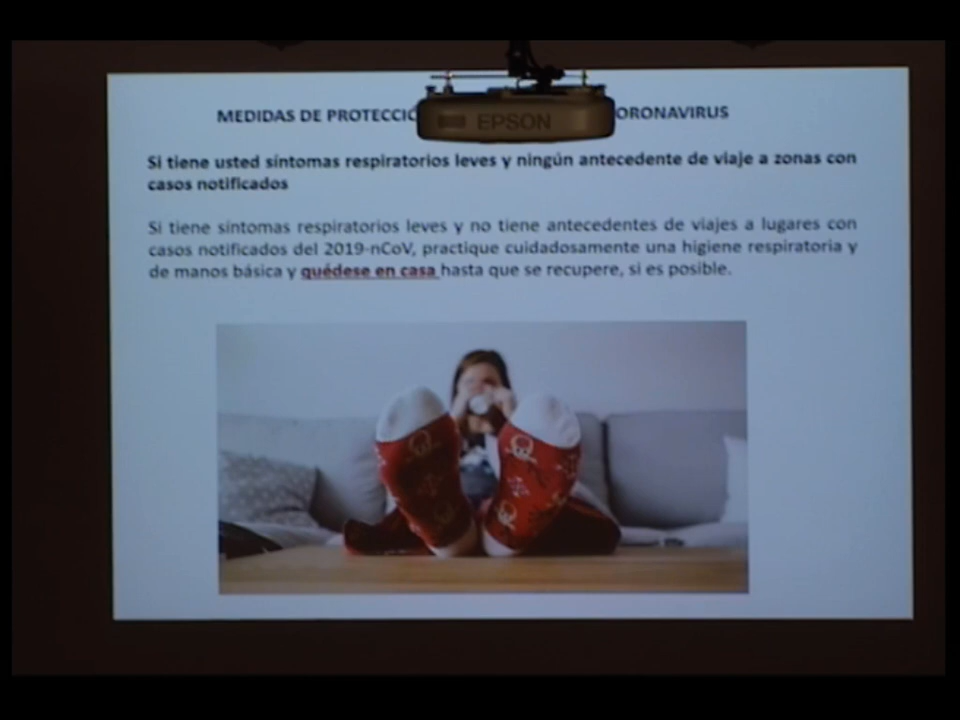 MEDIDAS DE PROTECCIÓ
ORONAVIRUS
EPSON
Si tiene usted síntomas respiratorios leves y ningún antecedente de viaje a zonas con
casos notificados
Si tiene síntomas respiratorios leves y no tiene antecedentes de viajes a lugares con
casos notificados del 2019-nCoV, practique cuidadosamente una higiene respiratoria y
de manos básica y quédese en casa hasta que se recupere, si es posible.